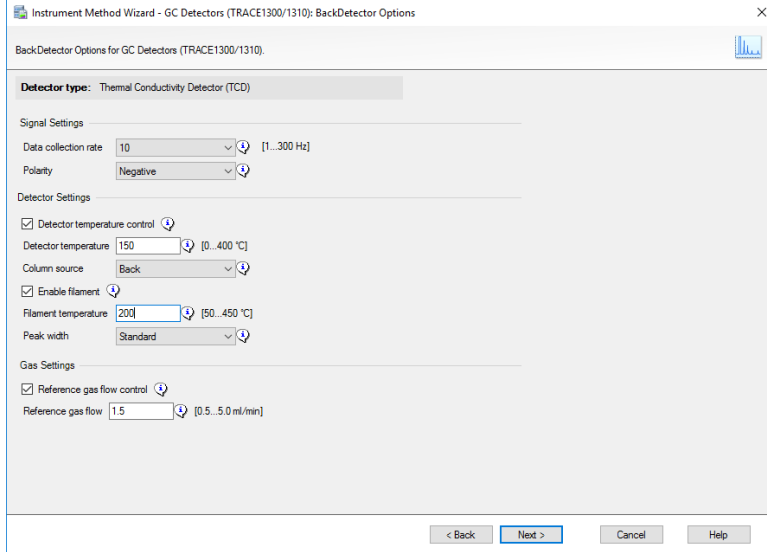 Instrument Method Wizard - GC Detectors (TRACE1300/1310): BackDetector Options
BackDetector Options for GC Detectors (TRACE1300/1310).
Detector type: Thermal Conductivity Detector (TCD)
Signal Settings
Data collection rate 10 [1...300 Hz]
Polarity Negative
Detector Settings
Detector temperature control
Detector temperature 150 [0...400 °C]
Column source Back
Enable filament
Filament temperature 200 [50...450 °C]
Peak width Standard
Gas Settings
Reference gas flow control
Reference gas flow 1.5 [0.5...5.0 ml/min]
< Back Next > Cancel Help